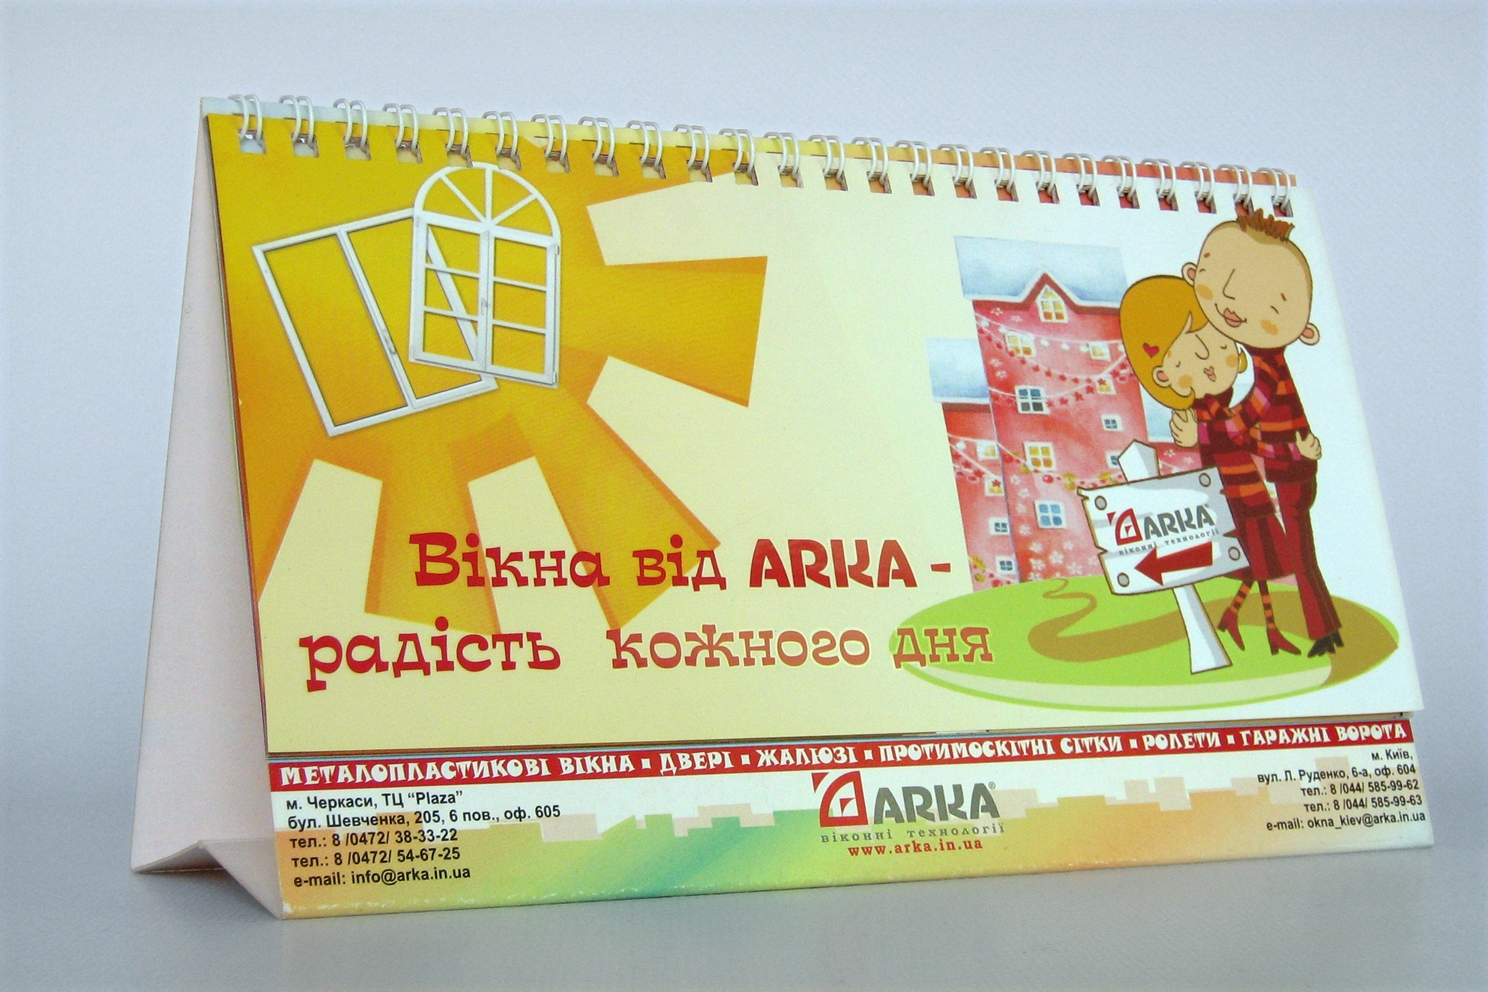 Вікна від ARKA -
радість кожного дня
ARKA
віконні технології
МЕТАЛОПЛАСТИКОВІ ВІКНА ▪ ДВЕРІ ▪ ЖАЛЮЗІ ▪ ПРОТИМОСКІТНІ СІТКИ ▪ РОЛЕТИ ▪ ГАРАЖНІ ВОРОТА
м. Черкаси, ТЦ “Plaza”
бул. Шевченка, 205, 6 пов., оф. 605
тел.: 8 /0472/ 38-33-22
тел.: 8 /0472/ 54-67-25
e-mail: info@arka.in.ua
ARKA®
віконні технології
www.arka.in.ua
м. Київ,
вул. Л. Руденко, 6-а, оф. 604
тел.: 8 /044/ 585-99-62
тел.: 8 /044/ 585-99-63
e-mail: okna_kiev@arka.in.ua